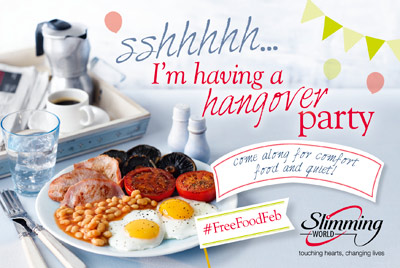 sshhhhh...
I'm having a
hangover
party
come along for comfort
food and quiet!
#FreeFoodFeb
Slimming
WORLD
touching hearts, changing lives